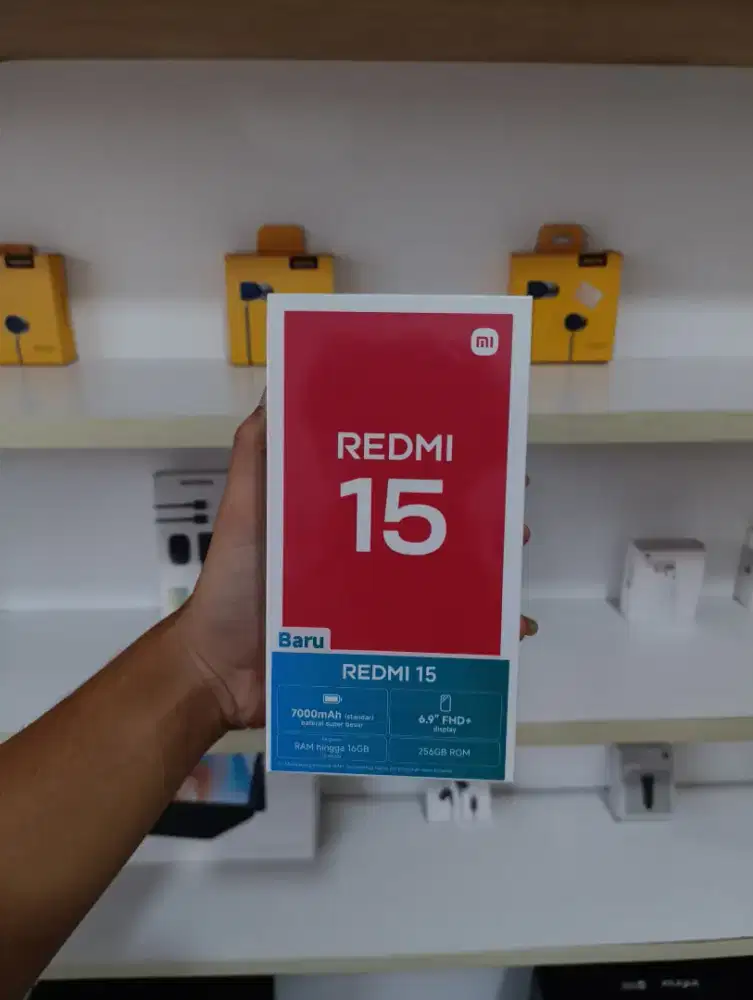 mi
REDMI
15
Baru
REDMI 15
7000mAh (standar)
baterai super besar
6.9" FHD+
display
RAM hingga 16GB
256GB ROM